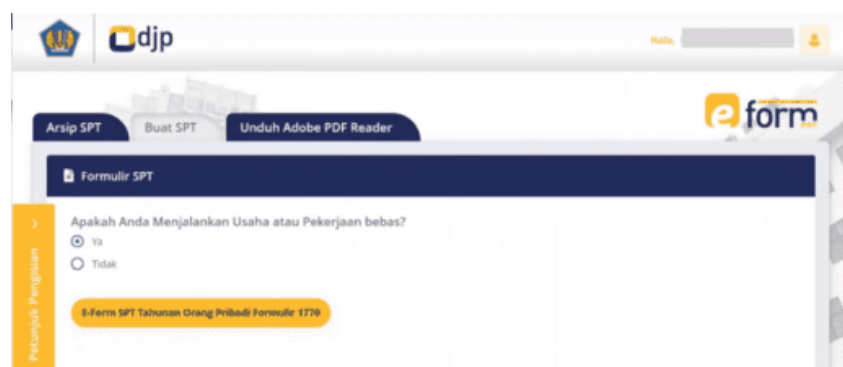 djp
Halo,
Arsip SPT
Buat SPT
Unduh Adobe PDF Reader
e form
Formulir SPT
Apakah Anda Menjalankan Usaha atau Pekerjaan bebas?
Ya
Tidak
E-Form SPT Tahunan Orang Pribadi Formulir 1770
Petunjuk Pengisian